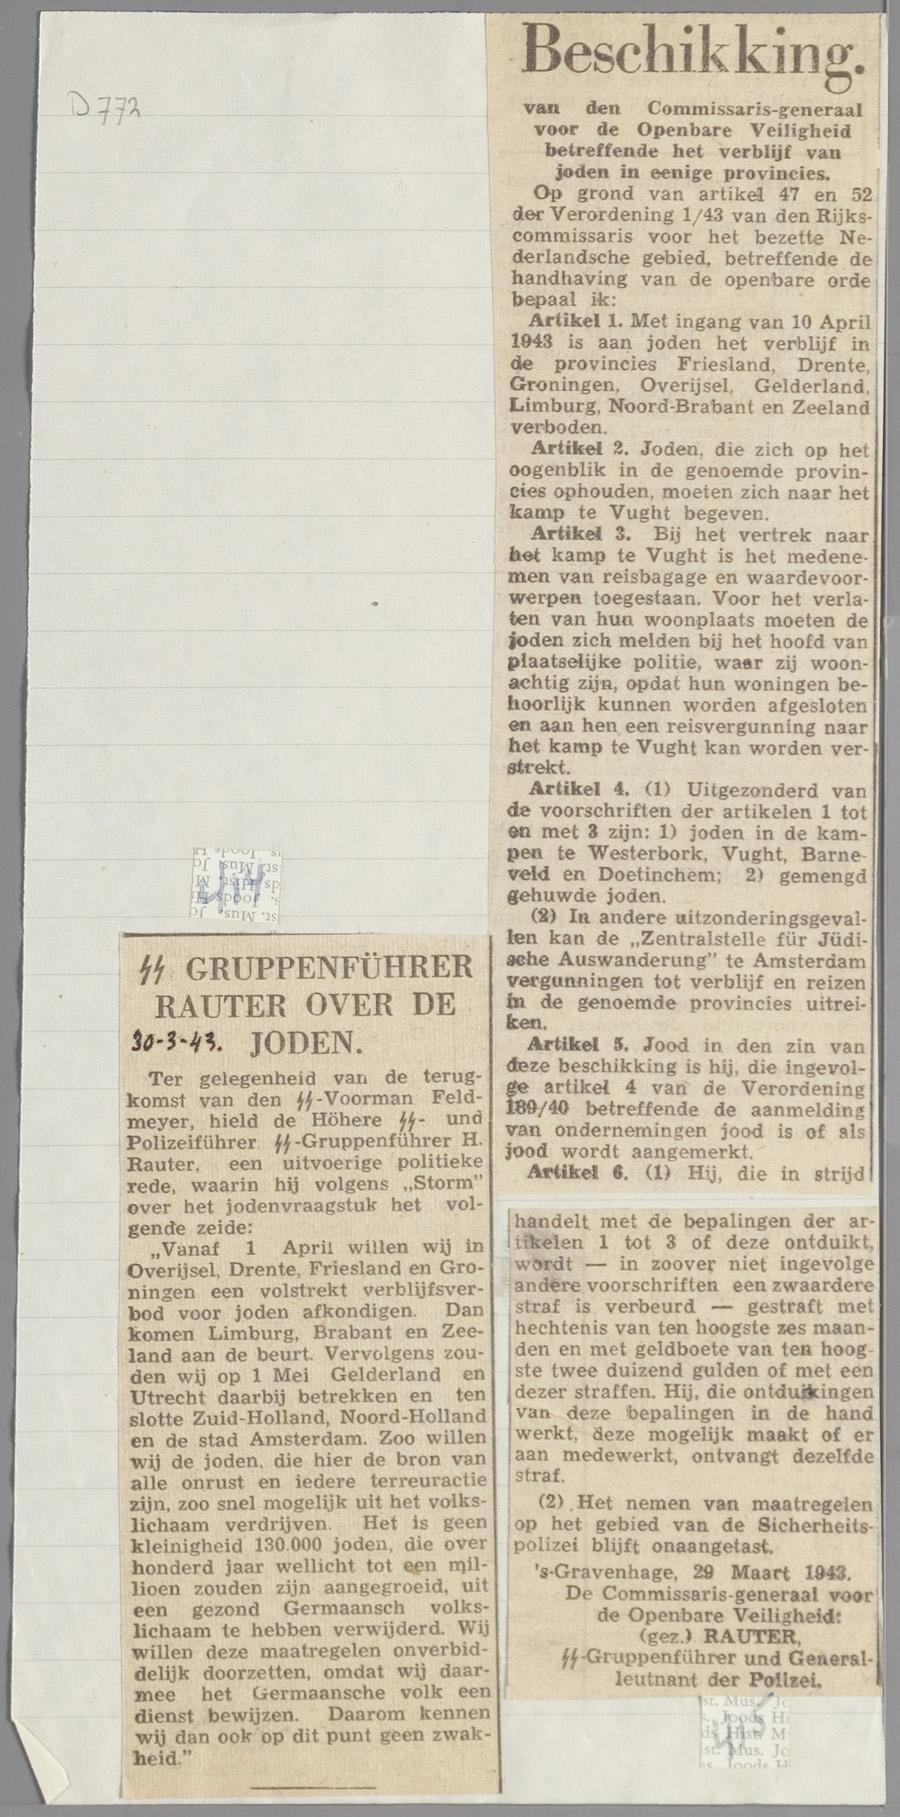 D 772
44
ϟϟ GRUPPENFÜHRER
RAUTER OVER DE
30-3-43. JODEN.
Ter gelegenheid van de terug-
komst van den ϟϟ-Voorman Feld-
meyer, hield de Höhere ϟϟ- und
Polizeiführer ϟϟ-Gruppenführer H.
Rauter, een uitvoerige politieke
rede, waarin hij volgens „Storm”
over het jodenvraagstuk het vol-
gende zeide:
„Vanaf 1 April willen wij in
Overijsel, Drente, Friesland en Gro-
ningen een volstrekt verblijfsver-
bod voor joden afkondigen. Dan
komen Limburg, Brabant en Zee-
land aan de beurt. Vervolgens zou-
den wij op 1 Mei Gelderland en
Utrecht daarbij betrekken en ten
slotte Zuid-Holland, Noord-Holland
en de stad Amsterdam. Zoo willen
wij de joden, die hier de bron van
alle onrust en iedere terreuractie
zijn, zoo snel mogelijk uit het volks-
lichaam verdrijven. Het is geen
kleinigheid 130.000 joden, die over
honderd jaar wellicht tot een mil-
lioen zouden zijn aangegroeid, uit
een gezond Germaansch volks-
lichaam te hebben verwijderd. Wij
willen deze maatregelen onverbid-
delijk doorzetten, omdat wij daar-
mee het Germaansche volk een
dienst bewijzen. Daarom kennen
wij dan ook op dit punt geen zwak-
heid.”
Beschikking.
van den Commissaris-generaal
voor de Openbare Veiligheid
betreffende het verblijf van
joden in eenige provincies.
Op grond van artikel 47 en 52
der Verordening 1/43 van den Rijks-
commissaris voor het bezette Ne-
derlandsche gebied, betreffende de
handhaving van de openbare orde
bepaal ik:
Artikel 1. Met ingang van 10 April
1943 is aan joden het verblijf in
de provincies Friesland, Drente,
Groningen, Overijsel, Gelderland,
Limburg, Noord-Brabant en Zeeland
verboden.
Artikel 2. Joden, die zich op het
oogenblik in de genoemde provin-
cies ophouden, moeten zich naar het
kamp te Vught begeven.
Artikel 3. Bij het vertrek naar
het kamp te Vught is het medene-
men van reisbagage en waardevoor-
werpen toegestaan. Voor het verla-
ten van hun woonplaats moeten de
joden zich melden bij het hoofd van
plaatselijke politie, waar zij woon-
achtig zijn, opdat hun woningen be-
hoorlijk kunnen worden afgesloten
en aan hen een reisvergunning naar
het kamp te Vught kan worden ver-
strekt.
Artikel 4. (1) Uitgezonderd van
de voorschriften der artikelen 1 tot
en met 3 zijn: 1) joden in de kam-
pen te Westerbork, Vught, Barne-
veld en Doetinchem; 2) gemengd
gehuwde joden.
(2) In andere uitzonderingsgeval-
len kan de „Zentralstelle für Jüdi-
sche Auswanderung” te Amsterdam
vergunningen tot verblijf en reizen
in de genoemde provincies uitrei-
ken.
Artikel 5. Jood in den zin van
deze beschikking is hij, die ingevol-
ge artikel 4 van de Verordening
189/40 betreffende de aanmelding
van ondernemingen jood is of als
jood wordt aangemerkt.
Artikel 6. (1) Hij, die in strijd
handelt met de bepalingen der ar-
tikelen 1 tot 3 of deze ontduikt,
wordt — in zoover niet ingevolge
andere voorschriften een zwaardere
straf is verbeurd — gestraft met
hechtenis van ten hoogste zes maan-
den en met geldboete van ten hoog-
ste twee duizend gulden of met een
dezer straffen. Hij, die ontduikingen
van deze bepalingen in de hand
werkt, deze mogelijk maakt of er
aan medewerkt, ontvangt dezelfde
straf.
(2) Het nemen van maatregelen
op het gebied van de Sicherheits-
polizei blijft onaangetast.
's-Gravenhage, 29 Maart 1943.
De Commissaris-generaal voor
de Openbare Veiligheid:
(gez.) RAUTER,
ϟϟ-Gruppenführer und General-
leutnant der Polizei.
st. Mus. Jo
s. Joods Hi
ds Hist. M
st. Mus. Jo
45